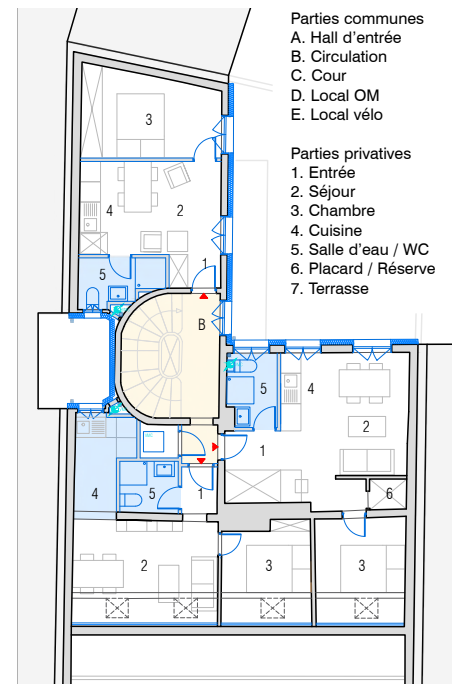 Parties communes
A. Hall d'entrée
B. Circulation
C. Cour
D. Local OM
E. Local vélo
Parties privatives
1. Entrée
2. Séjour
3. Chambre
4. Cuisine
5. Salle d'eau / WC
6. Placard / Réserve
7. Terrasse
3
4
2
5
1
B
5
4
2
1
6
4
5
1
2
3
3